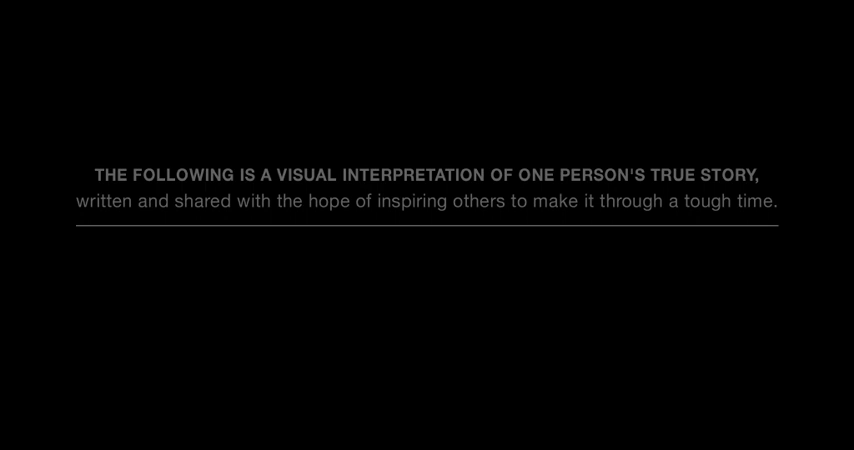 THE FOLLOWING IS A VISUAL INTERPRETATION OF ONE PERSON'S TRUE STORY,
written and shared with the hope of inspiring others to make it through a tough time.